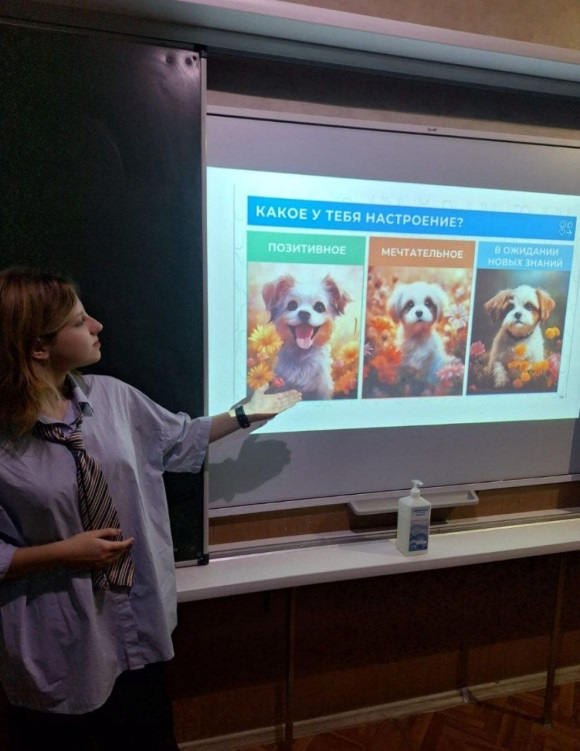 КАКОЕ У ТЕБЯ НАСТРОЕНИЕ?
ПОЗИТИВНОЕ
МЕЧТАТЕЛЬНОЕ
В ОЖИДАНИИ
НОВЫХ ЗНАНИЙ